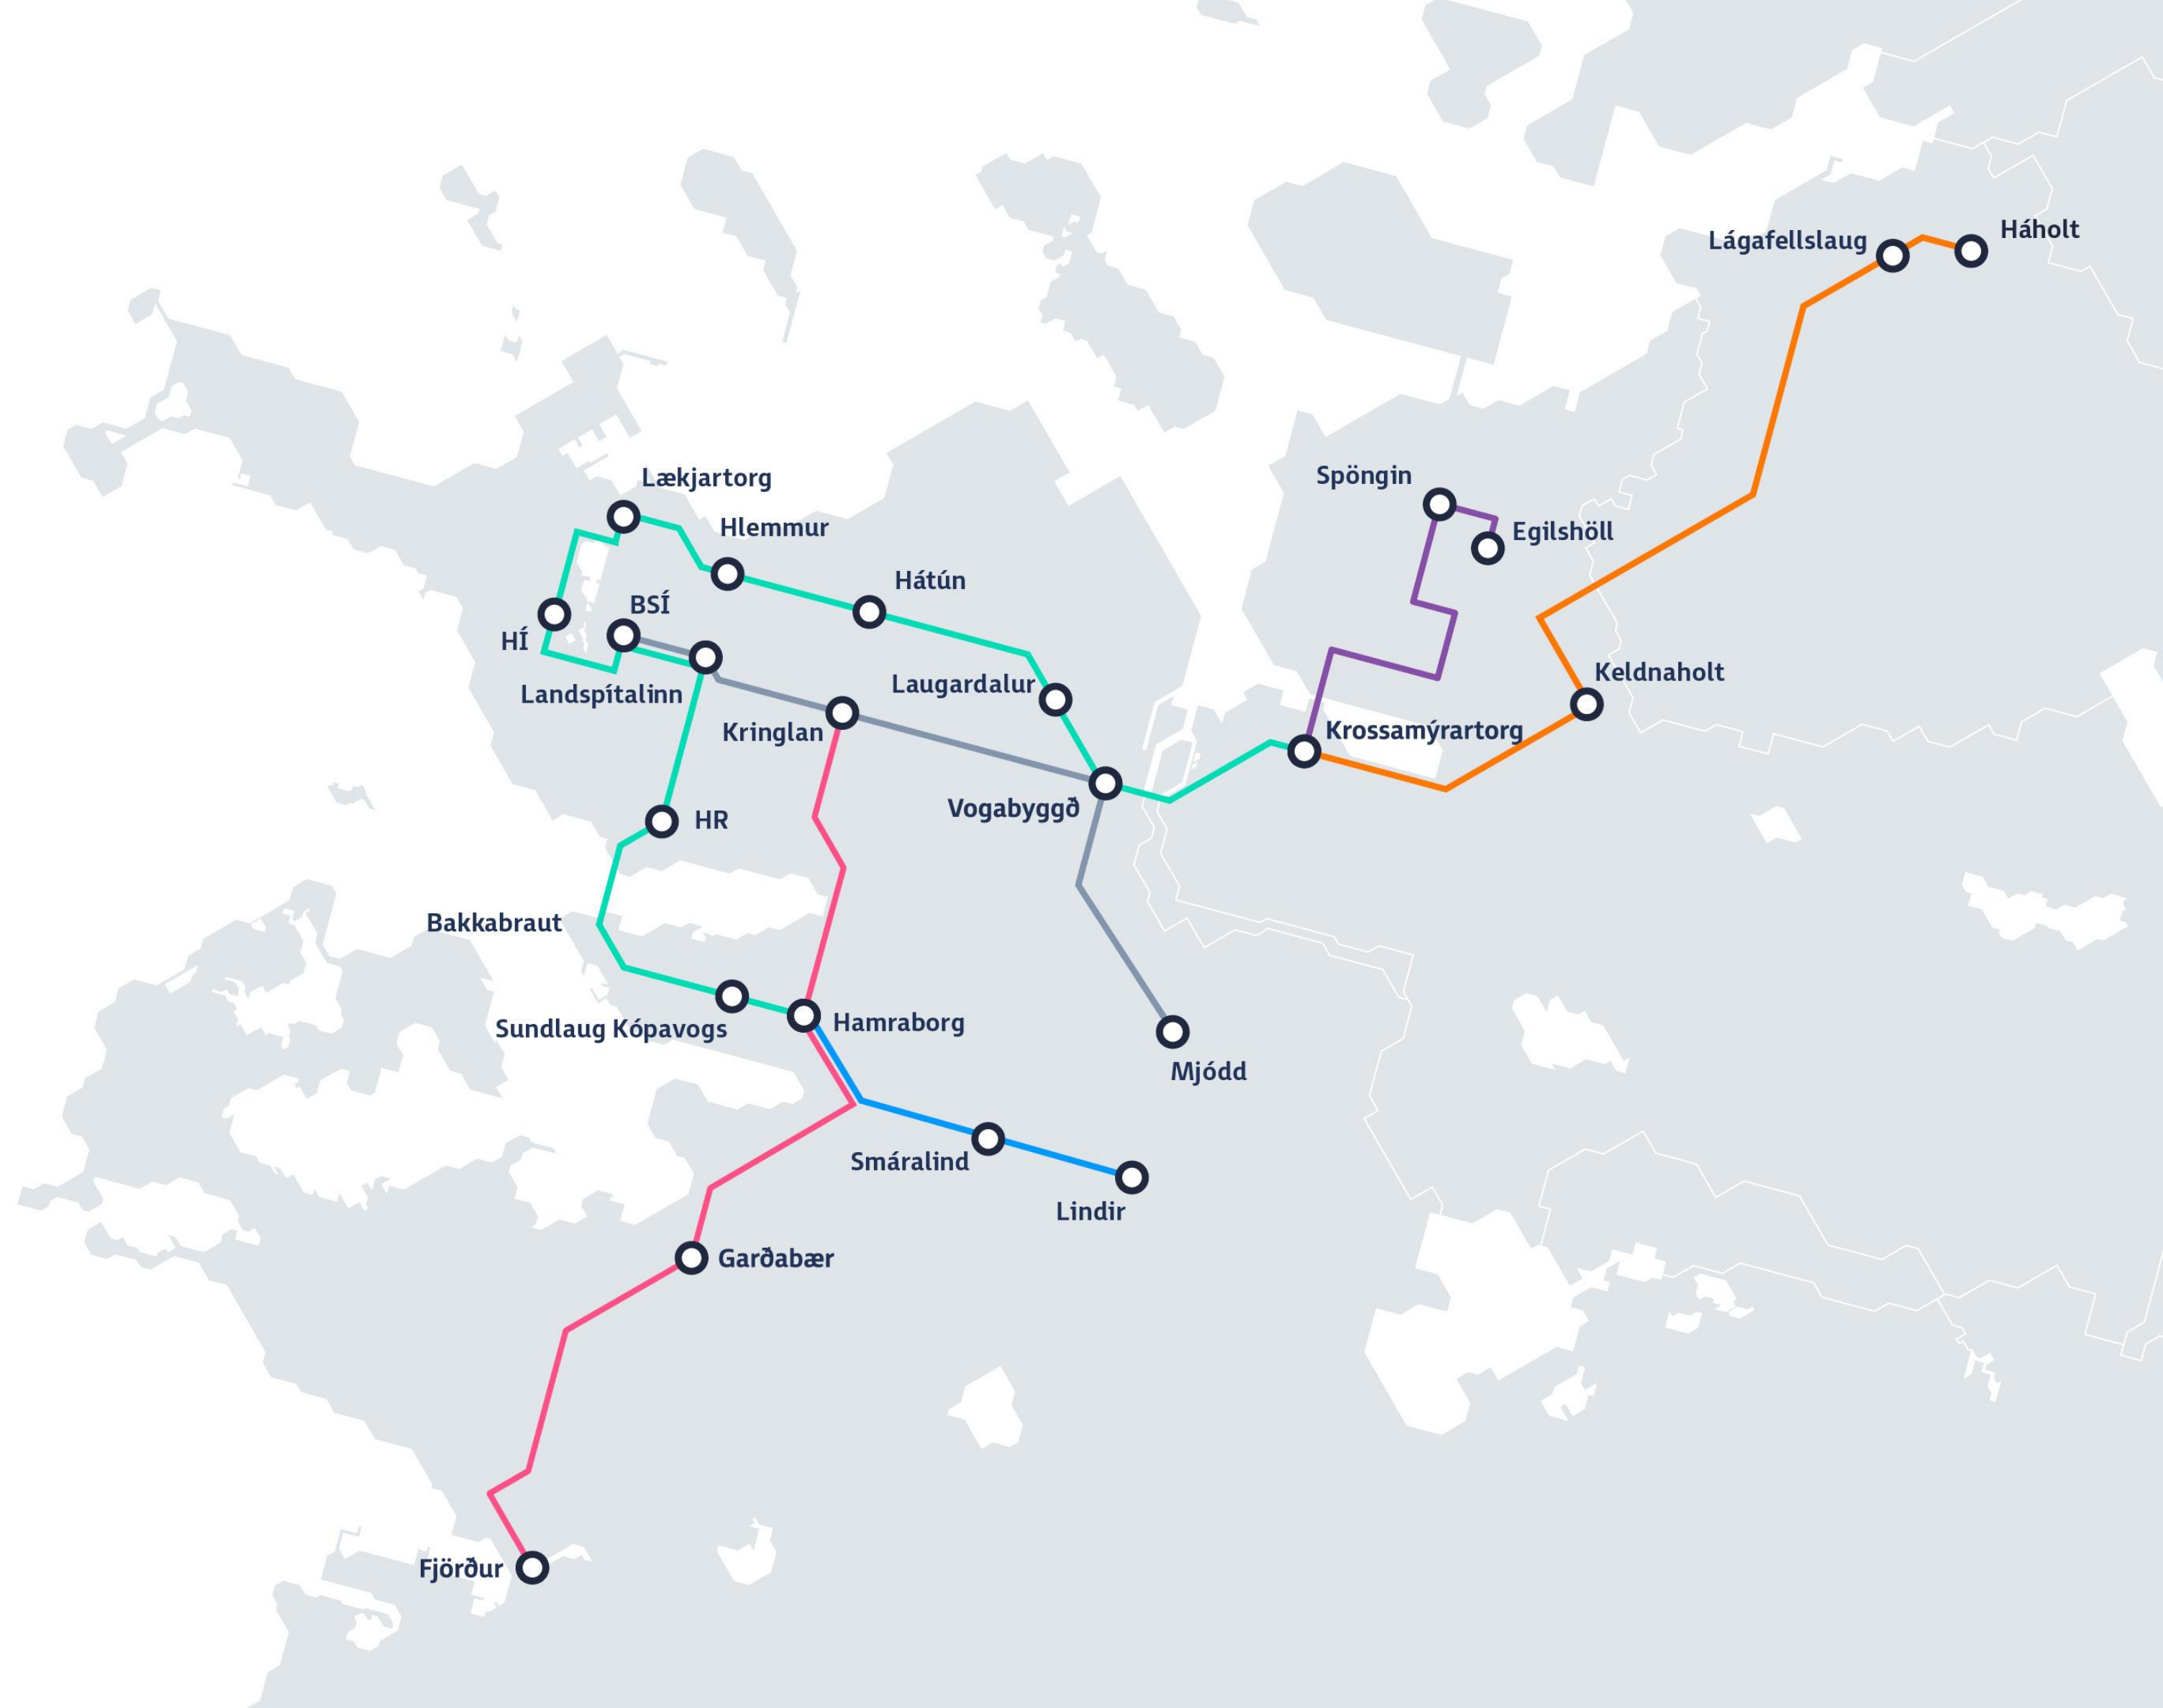 Háholt
Lágafellslaug
Spöngin
Lækjartorg
Hlemmur
Egilshöll
Hátún
BSÍ
HÍ
Keldnaholt
Laugardalur
Landspítalinn
Kringlan
Krossamýrartorg
Vogabyggð
HR
Bakkabraut
Hamraborg
Sundlaug Kópavogs
Mjódd
Smáralind
Lindir
Garðabær
Fjörður